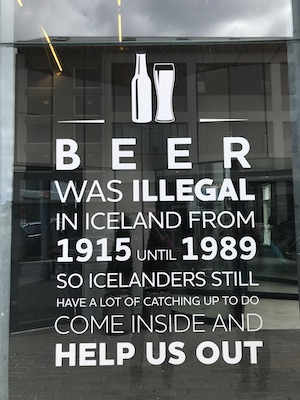 BEER
WAS ILLEGAL
IN ICELAND FROM
1915 UNTIL 1989
SO ICELANDERS STILL
HAVE A LOT OF CATCHING UP TO DO
COME INSIDE AND
HELP US OUT